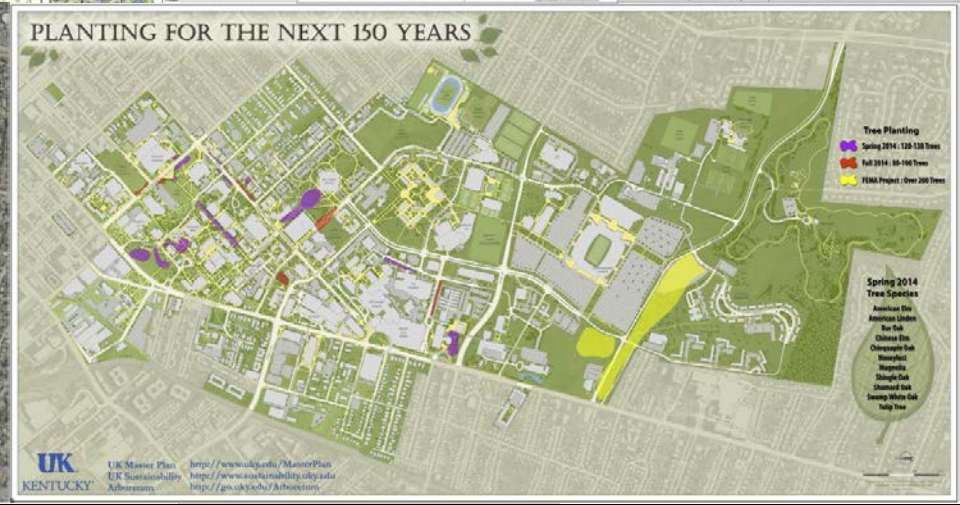 PLANTING FOR THE NEXT 150 YEARS
Tree Planting
Spring 2014 : 120-130 Trees
Fall 2014 : 80-100 Trees
FEMA Project : Over 200 Trees
Spring 2014
Tree Species
American Elm
American Linden
Bur Oak
Chinese Elm
Chinquapin Oak
Honeylocust
Magnolia
Shingle Oak
Shumard Oak
Swamp White Oak
Tulip Tree
UK
KENTUCKY
UK Master Plan http://www.uky.edu/MasterPlan
UK Sustainability http://www.sustainability.uky.edu
Arboretum http://go.uky.edu/Arboretum